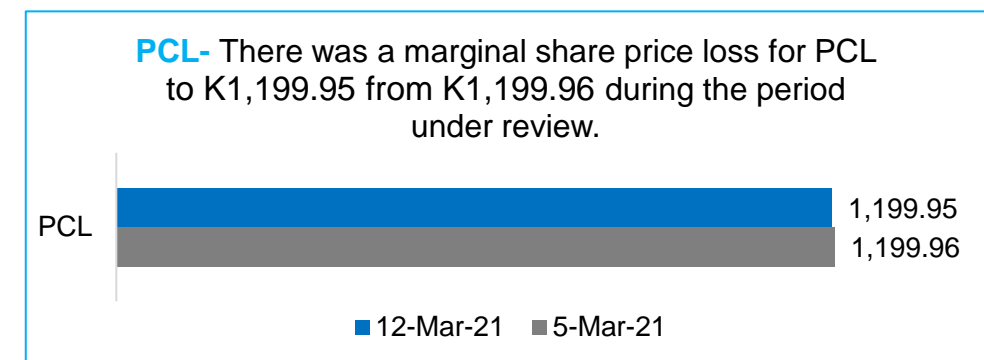 PCL- There was a marginal share price loss for PCL
to K1,199.95 from K1,199.96 during the period
under review.
1,199.95
PCL
1,199.96
12-Mar-21 5-Mar-21